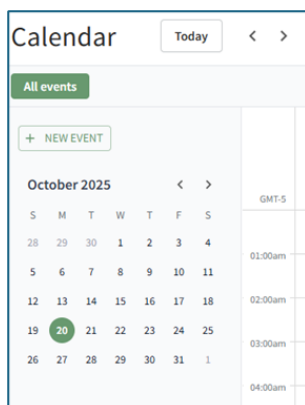 Calendar Today < >
All events
+ NEW EVENT
October 2025 < >
S M T W T F S
28 29 30 1 2 3 4
5 6 7 8 9 10 11
12 13 14 15 16 17 18
19 20 21 22 23 24 25
26 27 28 29 30 31 1
GMT-5
01:00am
02:00am
03:00am
04:00am